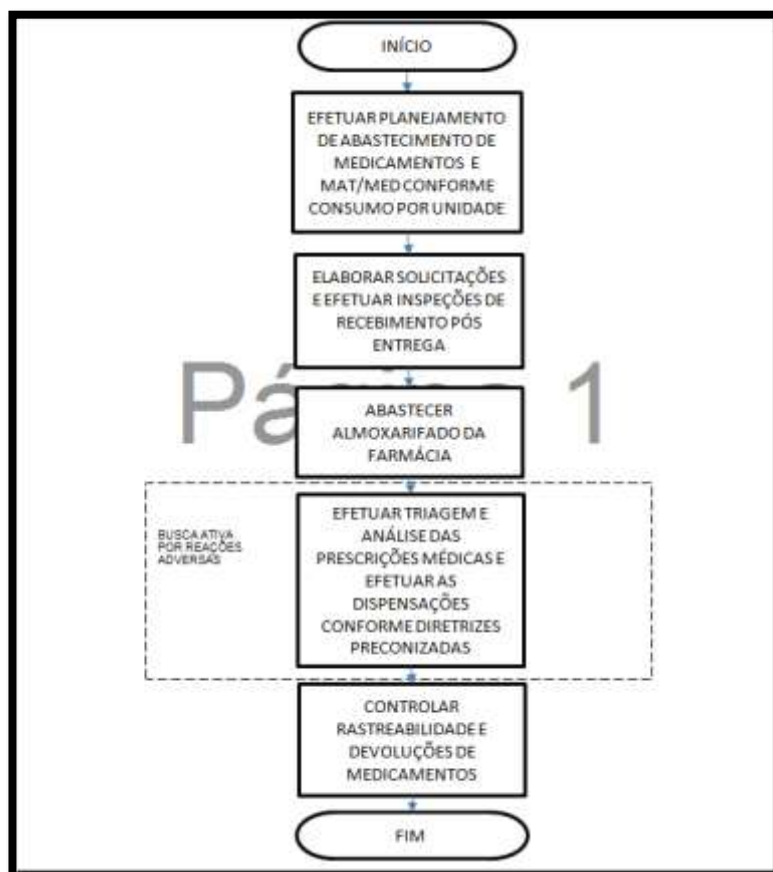 INÍCIO
EFETUAR PLANEJAMENTO
DE ABASTECIMENTO DE
MEDICAMENTOS E
MAT/MED CONFORME
CONSUMO POR UNIDADE
ELABORAR SOLICITAÇÕES
E EFETUAR INSPEÇÕES DE
RECEBIMENTO PÓS
ENTREGA
ABASTECER
ALMOXARIFADO DA
FARMÁCIA
BUSCA ATIVA
POR REAÇÕES
ADVERSAÍS
EFETUAR TRIAGEM E
ANÁLISE DAS
PRESCRIÇÕES MÉDICAS E
EFETUAR AS
DISPENSAÇÕES
CONFORME DIRETRIZES
PRECONIZADAS
CONTROLAR
RASTREABILIDADE E
DEVOLUÇÕES DE
MEDICAMENTOS
FIM